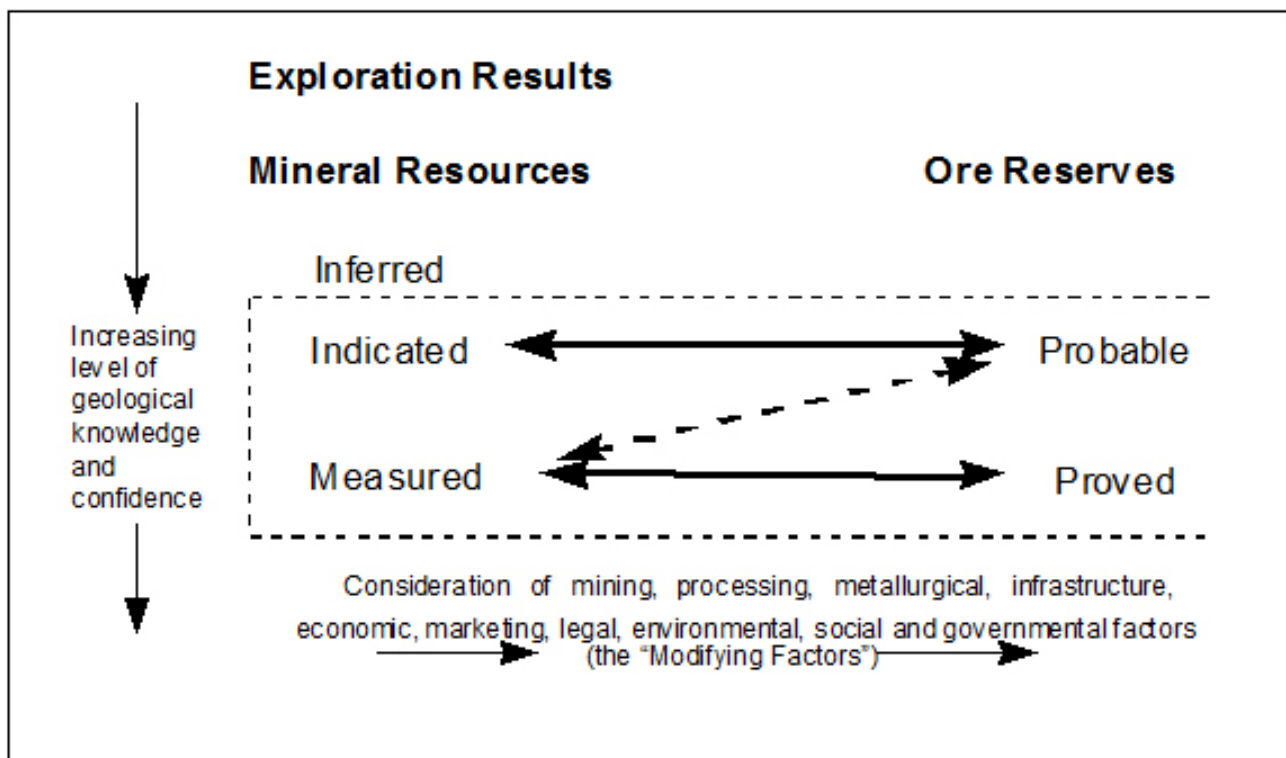 Exploration Results
Mineral Resources
Ore Reserves
Inferred
Increasing
level of
geological
knowledge
and
confidence
Indicated
Probable
Measured
Proved
Consideration of mining, processing, metallurgical, infrastructure,
economic, marketing, legal, environmental, social and governmental factors
(the “Modifying Factors”)